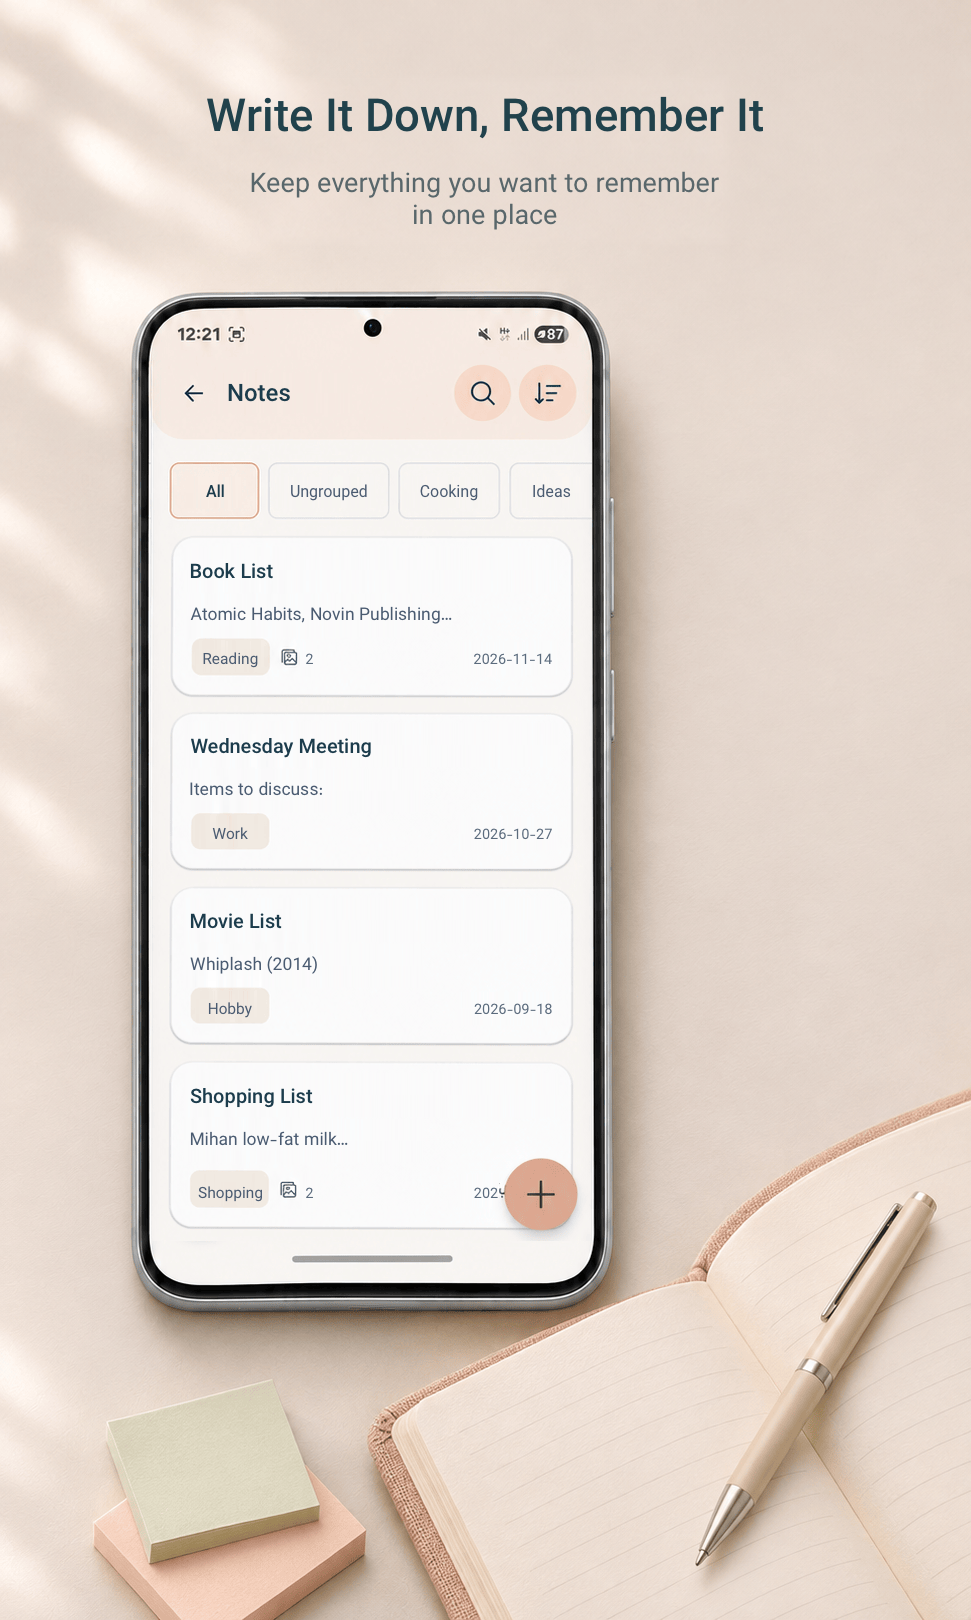 Write It Down, Remember It
Keep everything you want to remember
in one place
12:21
H+
87
Notes
All
Ungrouped
Cooking
Ideas
Book List
Atomic Habits, Novin Publishing...
Reading
2
2026-11-14
Wednesday Meeting
Items to discuss:
Work
2026-10-27
Movie List
Whiplash (2014)
Hobby
2026-09-18
Shopping List
Mihan low-fat milk...
Shopping
2